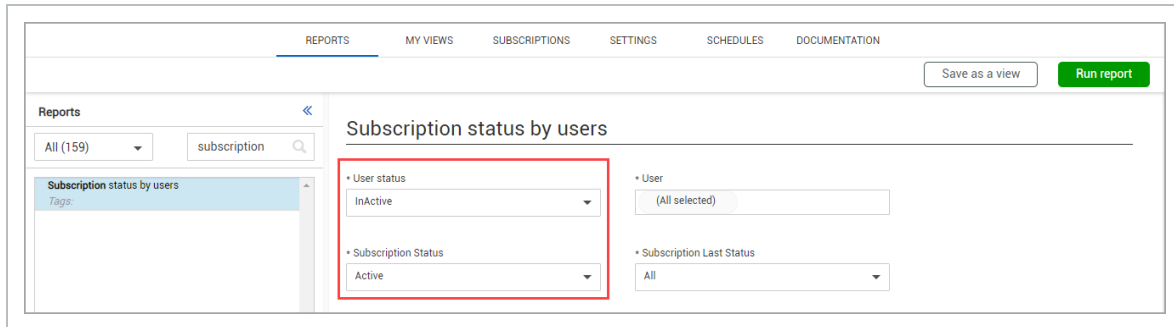 REPORTS MY VIEWS SUBSCRIPTIONS SETTINGS SCHEDULES DOCUMENTATION
Save as a view Run report
Reports
All (159) subscription
Subscription status by users
Tags:
Subscription status by users
• User status • User
InActive (All selected)
• Subscription Status • Subscription Last Status
Active All